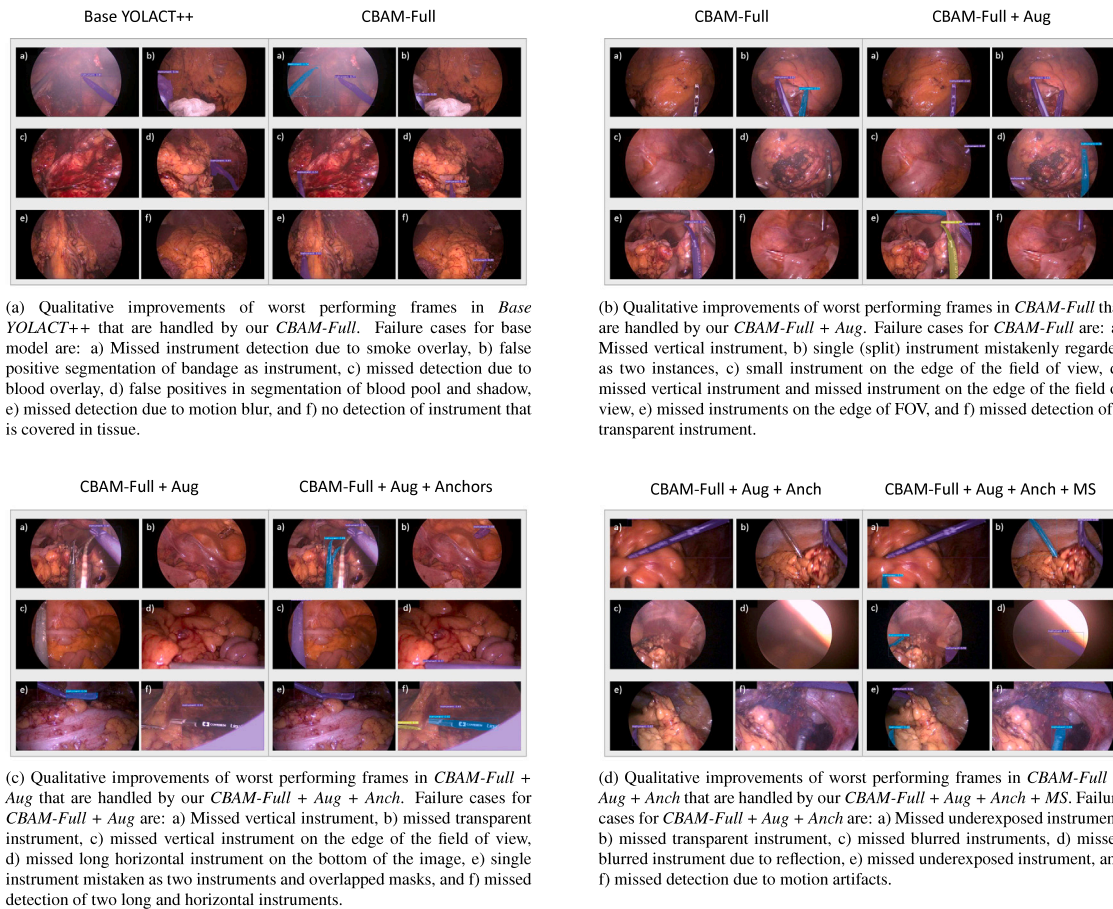 Base YOLACT++
CBAM-Full
a)
b)
a)
b)
c)
d)
c)
d)
e)
f)
e)
f)
(a) Qualitative improvements of worst performing frames in Base
YOLACT++ that are handled by our CBAM-Full. Failure cases for base
model are: a) Missed instrument detection due to smoke overlay, b) false
positive segmentation of bandage as instrument, c) missed detection due to
blood overlay, d) false positives in segmentation of blood pool and shadow,
e) missed detection due to motion blur, and f) no detection of instrument that
is covered in tissue.
CBAM-Full
CBAM-Full + Aug
a)
b)
a)
b)
c)
d)
c)
d)
e)
f)
e)
f)
(b) Qualitative improvements of worst performing frames in CBAM-Full tha
are handled by our CBAM-Full + Aug. Failure cases for CBAM-Full are: a
Missed vertical instrument, b) single (split) instrument mistakenly regarde
as two instances, c) small instrument on the edge of the field of view, d
missed vertical instrument and missed instrument on the edge of the field o
view, e) missed instruments on the edge of FOV, and f) missed detection of
transparent instrument.
CBAM-Full + Aug
CBAM-Full + Aug + Anchors
a)
b)
a)
b)
c)
d)
c)
d)
e)
f)
e)
f)
(c) Qualitative improvements of worst performing frames in CBAM-Full +
Aug that are handled by our CBAM-Full + Aug + Anch. Failure cases for
CBAM-Full + Aug are: a) Missed vertical instrument, b) missed transparent
instrument, c) missed vertical instrument on the edge of the field of view,
d) missed long horizontal instrument on the bottom of the image, e) single
instrument mistaken as two instruments and overlapped masks, and f) missed
detection of two long and horizontal instruments.
CBAM-Full + Aug + Anch
CBAM-Full + Aug + Anch + MS
a)
b)
a)
b)
c)
d)
c)
d)
e)
f)
e)
f)
(d) Qualitative improvements of worst performing frames in CBAM-Full
Aug + Anch that are handled by our CBAM-Full + Aug + Anch + MS. Failur
cases for CBAM-Full + Aug + Anch are: a) Missed underexposed instrumen
b) missed transparent instrument, c) missed blurred instruments, d) misse
blurred instrument due to reflection, e) missed underexposed instrument, an
f) missed detection due to motion artifacts.